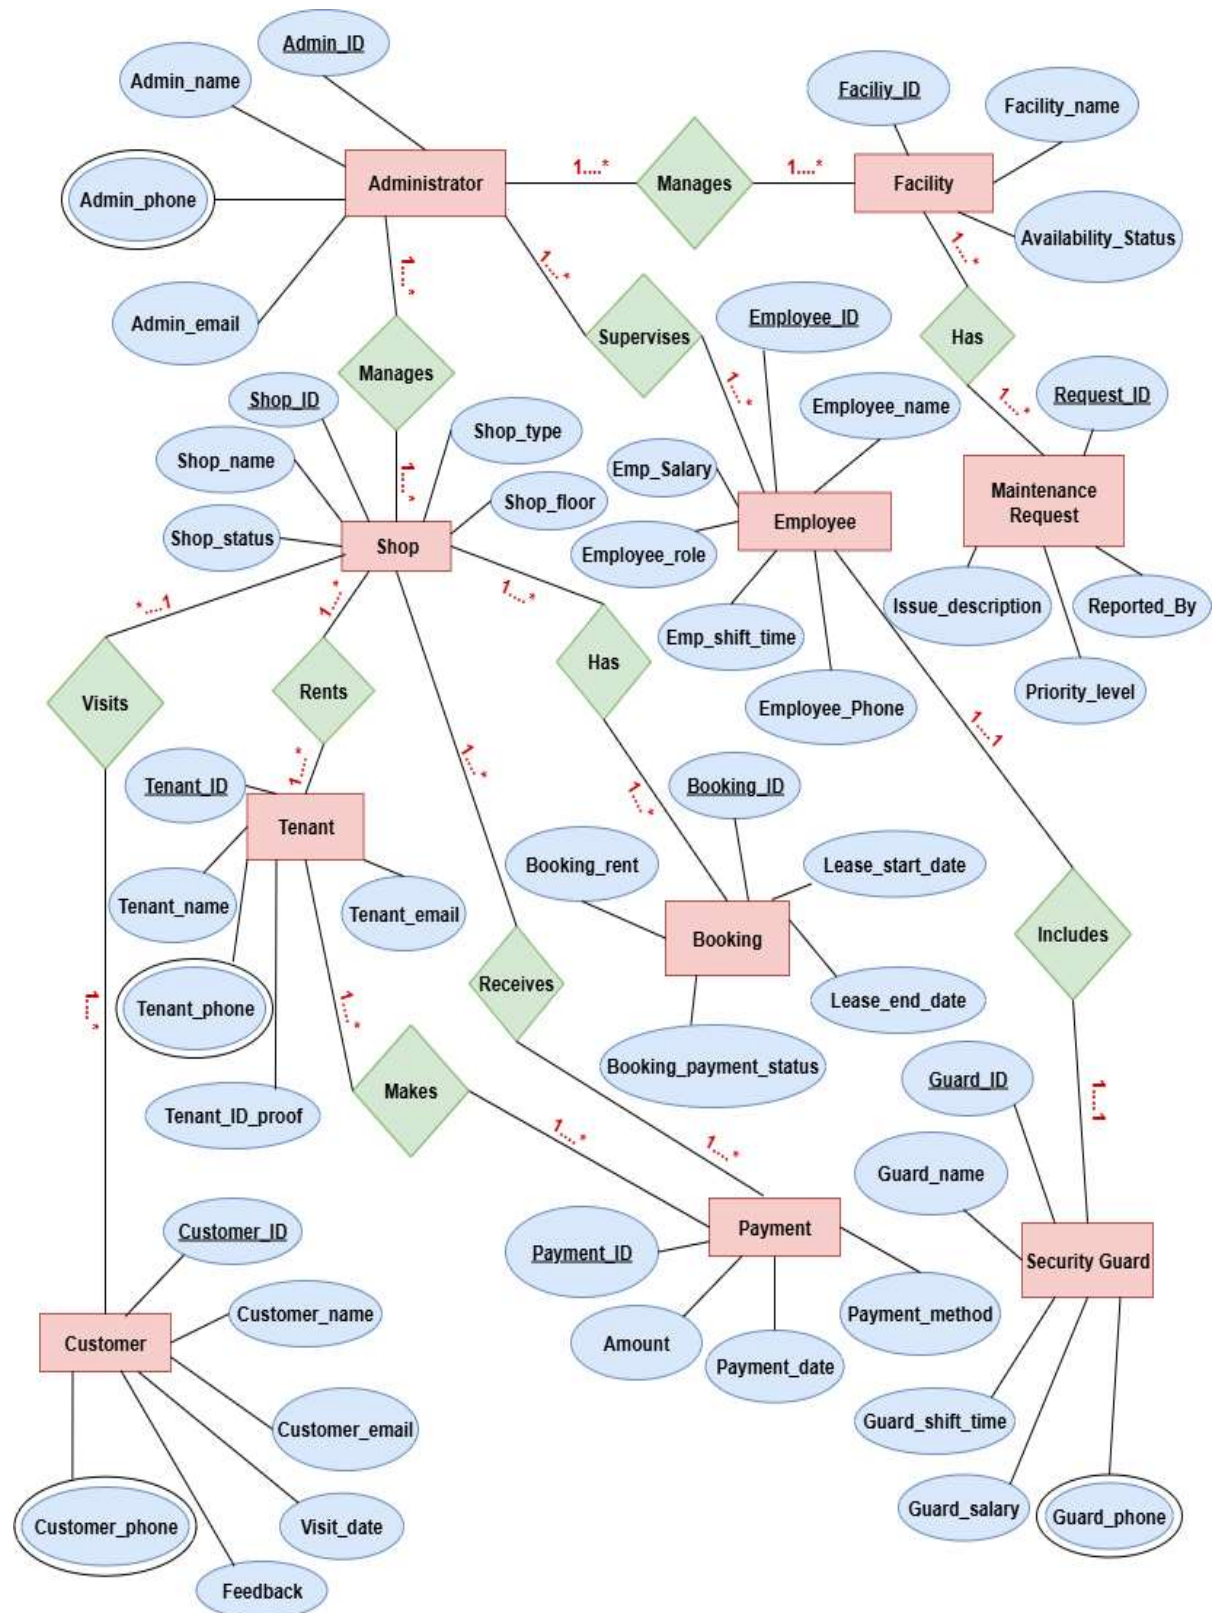 Admin_ID
Admin_name
Faciliy_ID
Facility_name
1....*
1....*
Administrator
Manages
Facility
Admin_phone
Availability_Status
1....*
1....*
1....*
Admin_email
Employee_ID
Supervises
Has
Manages
1....*
Shop_ID
Employee_name
1....*
Request_ID
Shop_type
Shop_name
Emp_Salary
1....*
Shop_floor
Maintenance
Request
Employee
Shop_status
Shop
Employee_role
1....*
1....*
*....1
Issue_description
Reported_By
Emp_shift_time
Has
Rents
Visits
Priority_level
Employee_Phone
1....1
1....*
1....*
Tenant_ID
Booking_ID
1....*
Tenant
Booking_rent
Lease_start_date
Tenant_name
Tenant_email
Booking
Includes
Receives
1....*
Tenant_phone
1....*
Lease_end_date
Booking_payment_status
Guard_ID
Makes
1....1
Tenant_ID_proof
1....*
1....*
Guard_name
Customer_ID
Payment
Payment_ID
Security Guard
Customer_name
Payment_method
Customer
Amount
Payment_date
Customer_email
Guard_shift_time
Guard_salary
Guard_phone
Customer_phone
Visit_date
Feedback